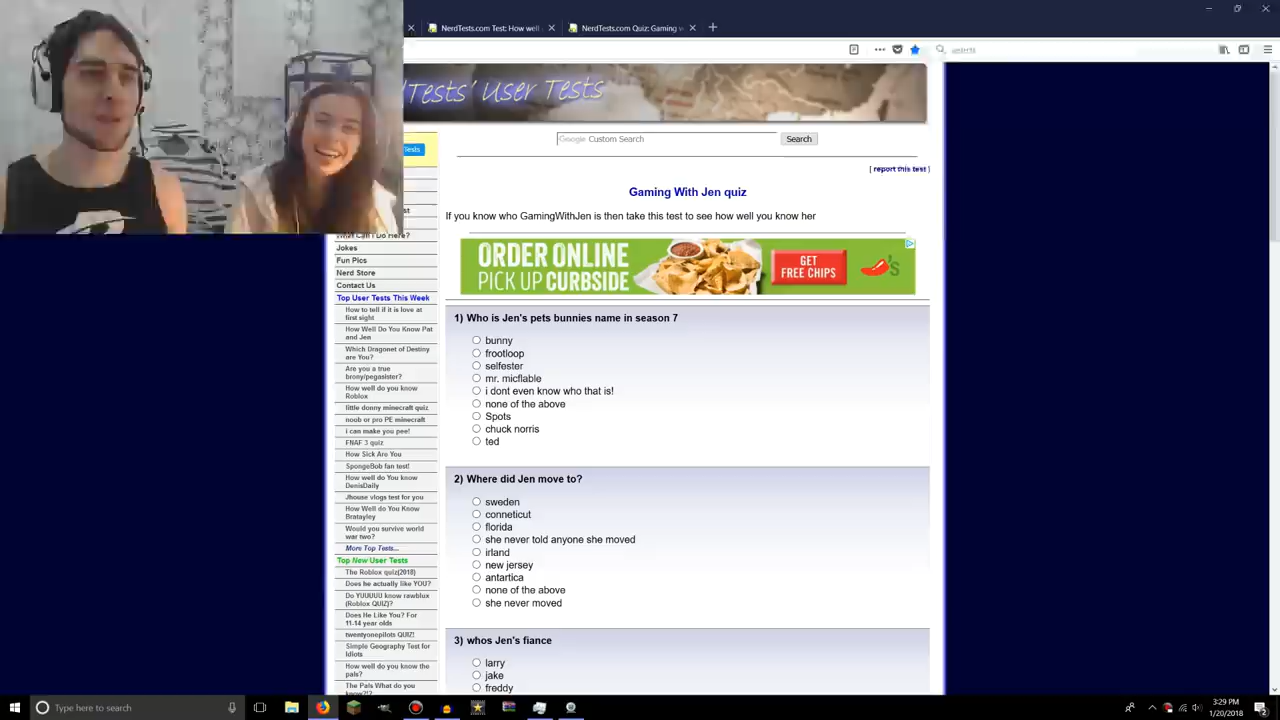 NerdTests.com Test: How well
NerdTests.com Quiz: Gaming w
Tests' User Tests
Google Custom Search
Search
Tests
[ report this test ]
Gaming With Jen quiz
If you know who GamingWithJen is then take this test to see how well you know her
ORDER ONLINE
PICK UP CURBSIDE
GET
FREE CHIPS
's
What Can I Do Here?
Jokes
Fun Pics
Nerd Store
Contact Us
Top User Tests This Week
How to tell if it is love at
first sight
How Well Do You Know Pat
and Jen
Which Dragonet of Destiny
are You?
Are you a true
brony/pegasister?
How well do you know
Roblox
little donny minecraft quiz
noob or pro PE minecraft
i can make you pee!
FNAF 3 quiz
How Sick Are You
SpongeBob fan test!
How well do You know
DenisDaily
Jhouse vlogs test for you
How Well do You Know
Bratayley
Would you survive world
war two?
More Top Tests...
Top New User Tests
The Roblox quiz(2018)
Does he actually like YOU?
Do YUUUUU know rawblux
(Roblox QUIZ)?
Does He Like You? For
11-14 year olds
twentyonepilots QUIZ!
Simple Geography Test for
Idiots
How well do you know the
pals?
The Pals What do you
1) Who is Jen's pets bunnies name in season 7
bunny
frootloop
selfester
mr. micflable
i dont even know who that is!
none of the above
Spots
chuck norris
ted
2) Where did Jen move to?
sweden
conneticut
florida
she never told anyone she moved
irland
new jersey
antartica
none of the above
she never moved
3) whos Jen's fiance
larry
jake
freddy
Type here to search
3:29 PM
1/20/2018